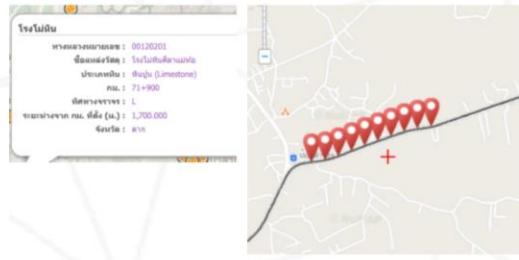 โรงโม่หิน
ทางหลวงหมายเลข : 00120201
ชื่อแหล่งวัสดุ : โรงโม่หินศิลาแม่ท้อ
ประเภทหิน : หินปูน (Limestone)
กม. : 71+900
ทิศทางจราจร : L
ระยะห่างจาก กม. ที่ตั้ง (ม.) : 1,700.000
จังหวัด : ตาก